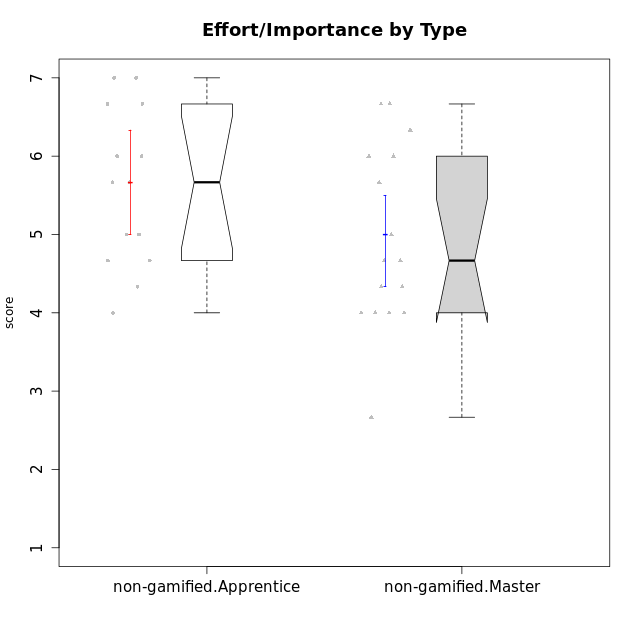 Effort/Importance by Type
7
6
5
4
3
2
1
score
non-gamified.Apprentice
non-gamified.Master